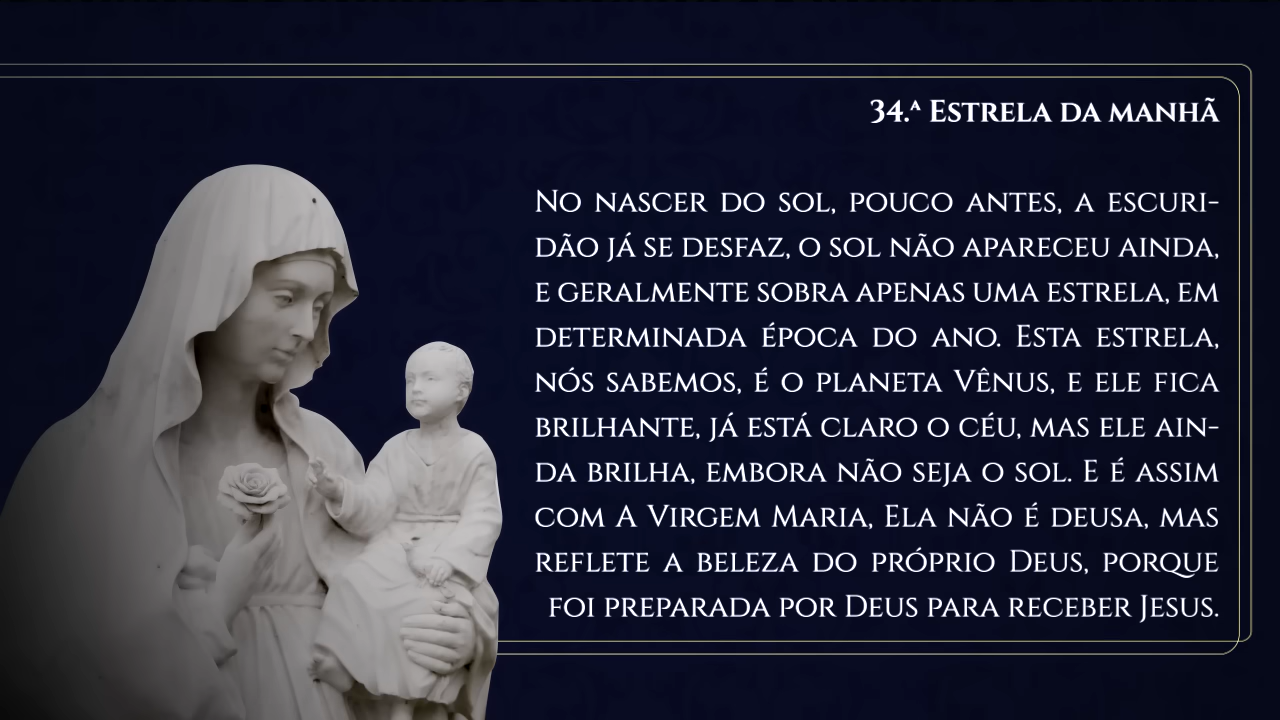 34.ª Estrela da manhã
No nascer do sol, pouco antes, a escuri-
dão já se desfaz, o sol não apareceu ainda,
e geralmente sobra apenas uma estrela, em
determinada época do ano. Esta estrela,
nós sabemos, é o planeta Vênus, e ele fica
brilhante, já está claro o céu, mas ele ain-
da brilha, embora não seja o sol. E é assim
com A Virgem Maria, Ela não é deusa, mas
reflete a beleza do próprio Deus, porque
foi preparada por Deus para receber Jesus.